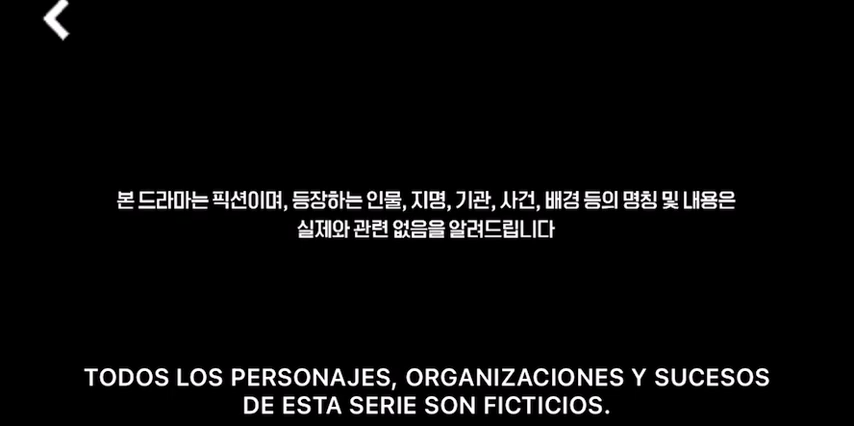 본 드라마는 픽션이며, 등장하는 인물, 지명, 기관, 사건, 배경 등의 명칭 및 내용은
실제와 관련 없음을 알려드립니다
TODOS LOS PERSONAJES, ORGANIZACIONES Y SUCESOS
DE ESTA SERIE SON FICTICIOS.